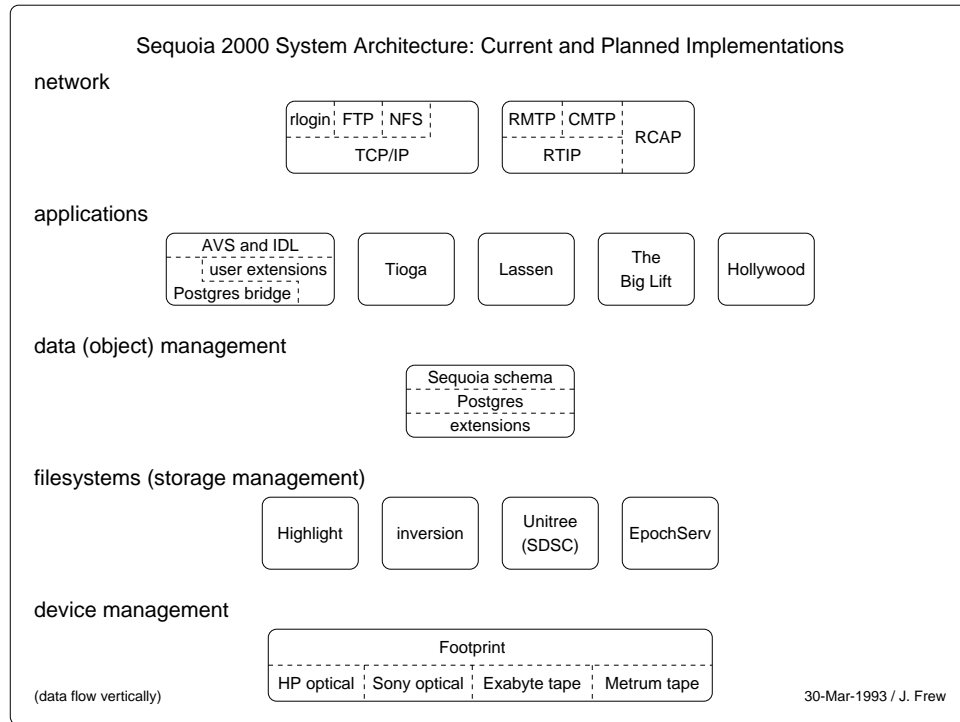 Sequoia 2000 System Architecture: Current and Planned Implementations
network
rlogin FTP NFS
TCP/IP
RMTP CMTP
RTIP
RCAP
applications
AVS and IDL
user extensions
Postgres bridge
Tioga
Lassen
The
Big Lift
Hollywood
data (object) management
Sequoia schema
Postgres
extensions
filesystems (storage management)
Highlight
inversion
Unitree
(SDSC)
EpochServ
device management
Footprint
HP optical Sony optical Exabyte tape Metrum tape
(data flow vertically)
30-Mar-1993 / J. Frew